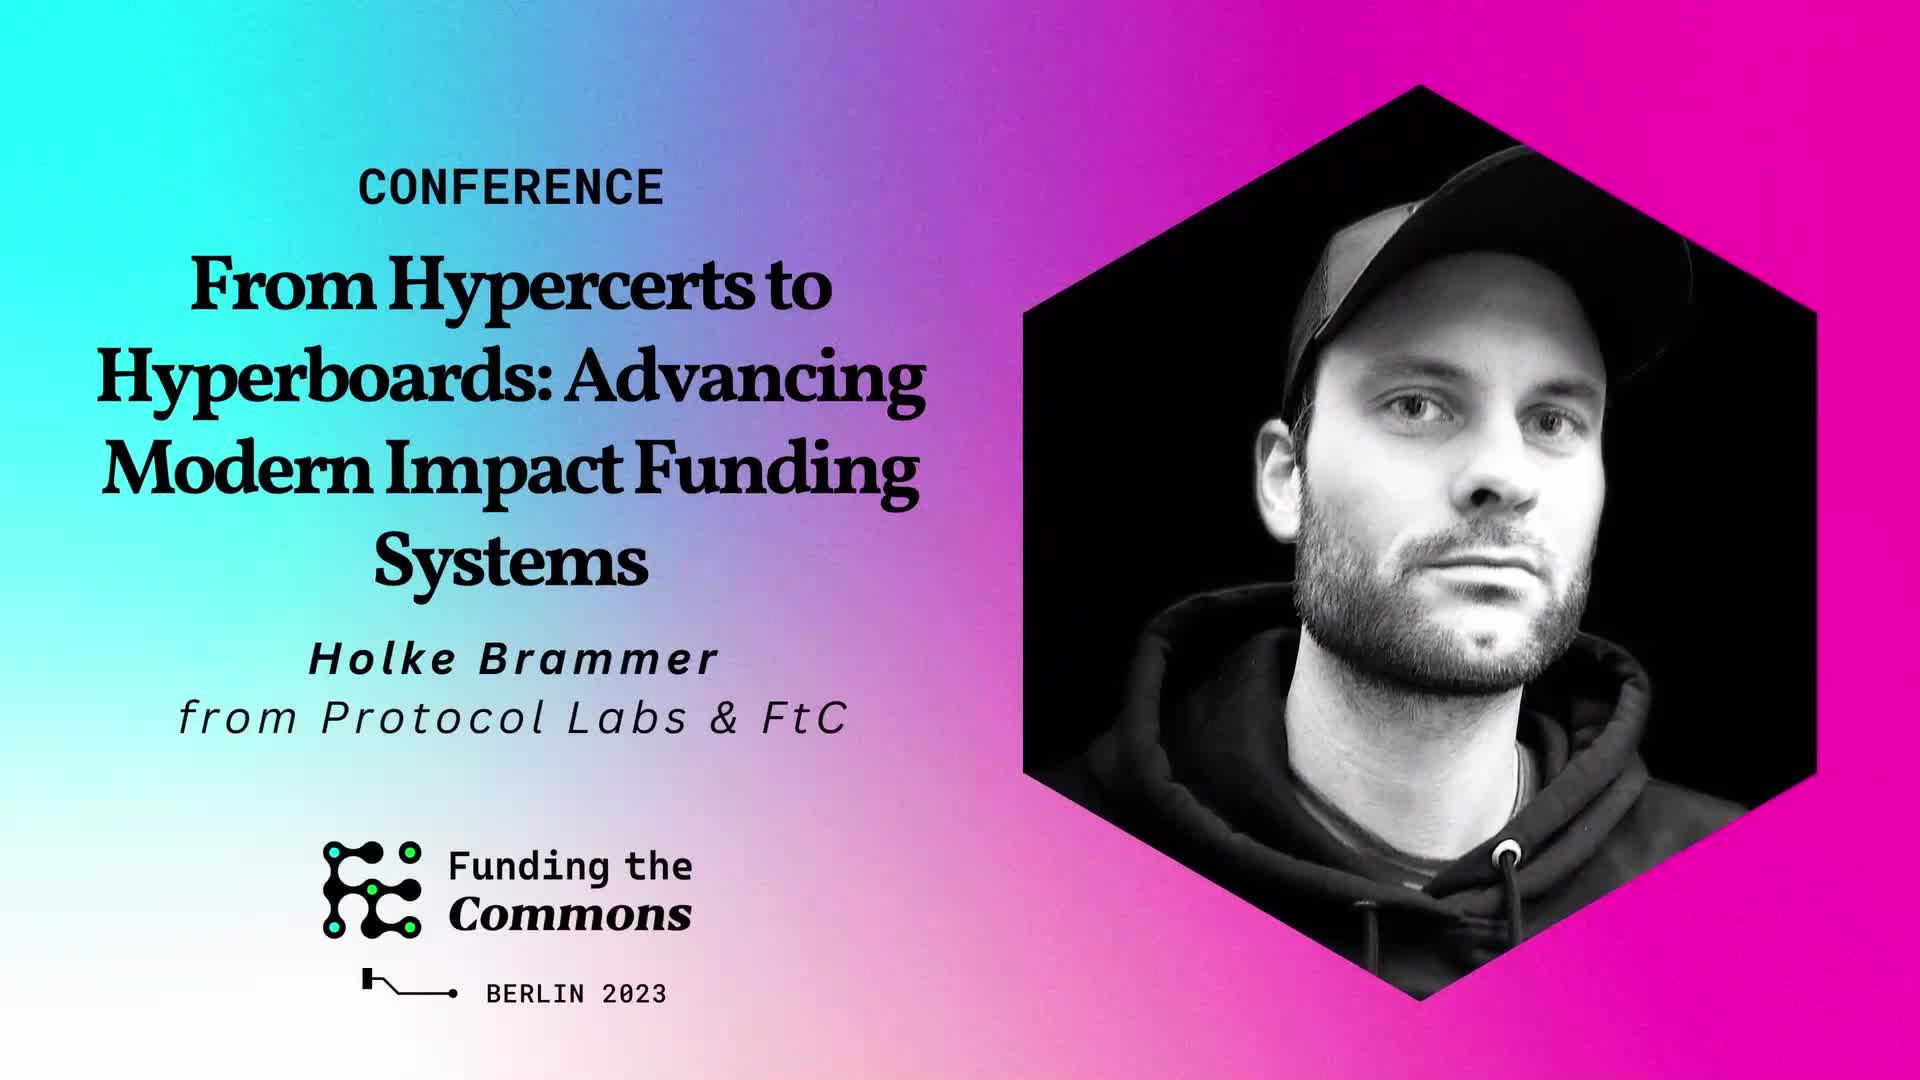 CONFERENCE
From Hypercerts to
Hyperboards: Advancing
Modern Impact Funding
Systems
Holke Brammer
from Protocol Labs & FtC
Funding the
Commons
BERLIN 2023